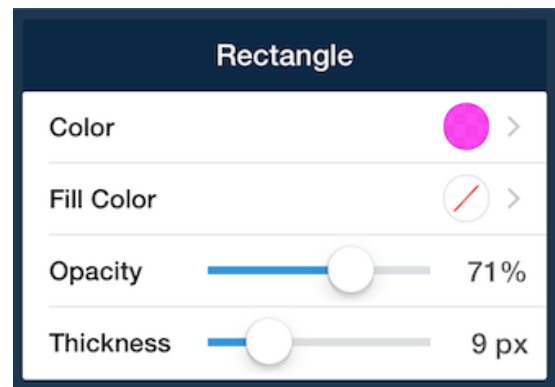 Rectangle
Color
Fill Color
Opacity 71%
Thickness 9 px